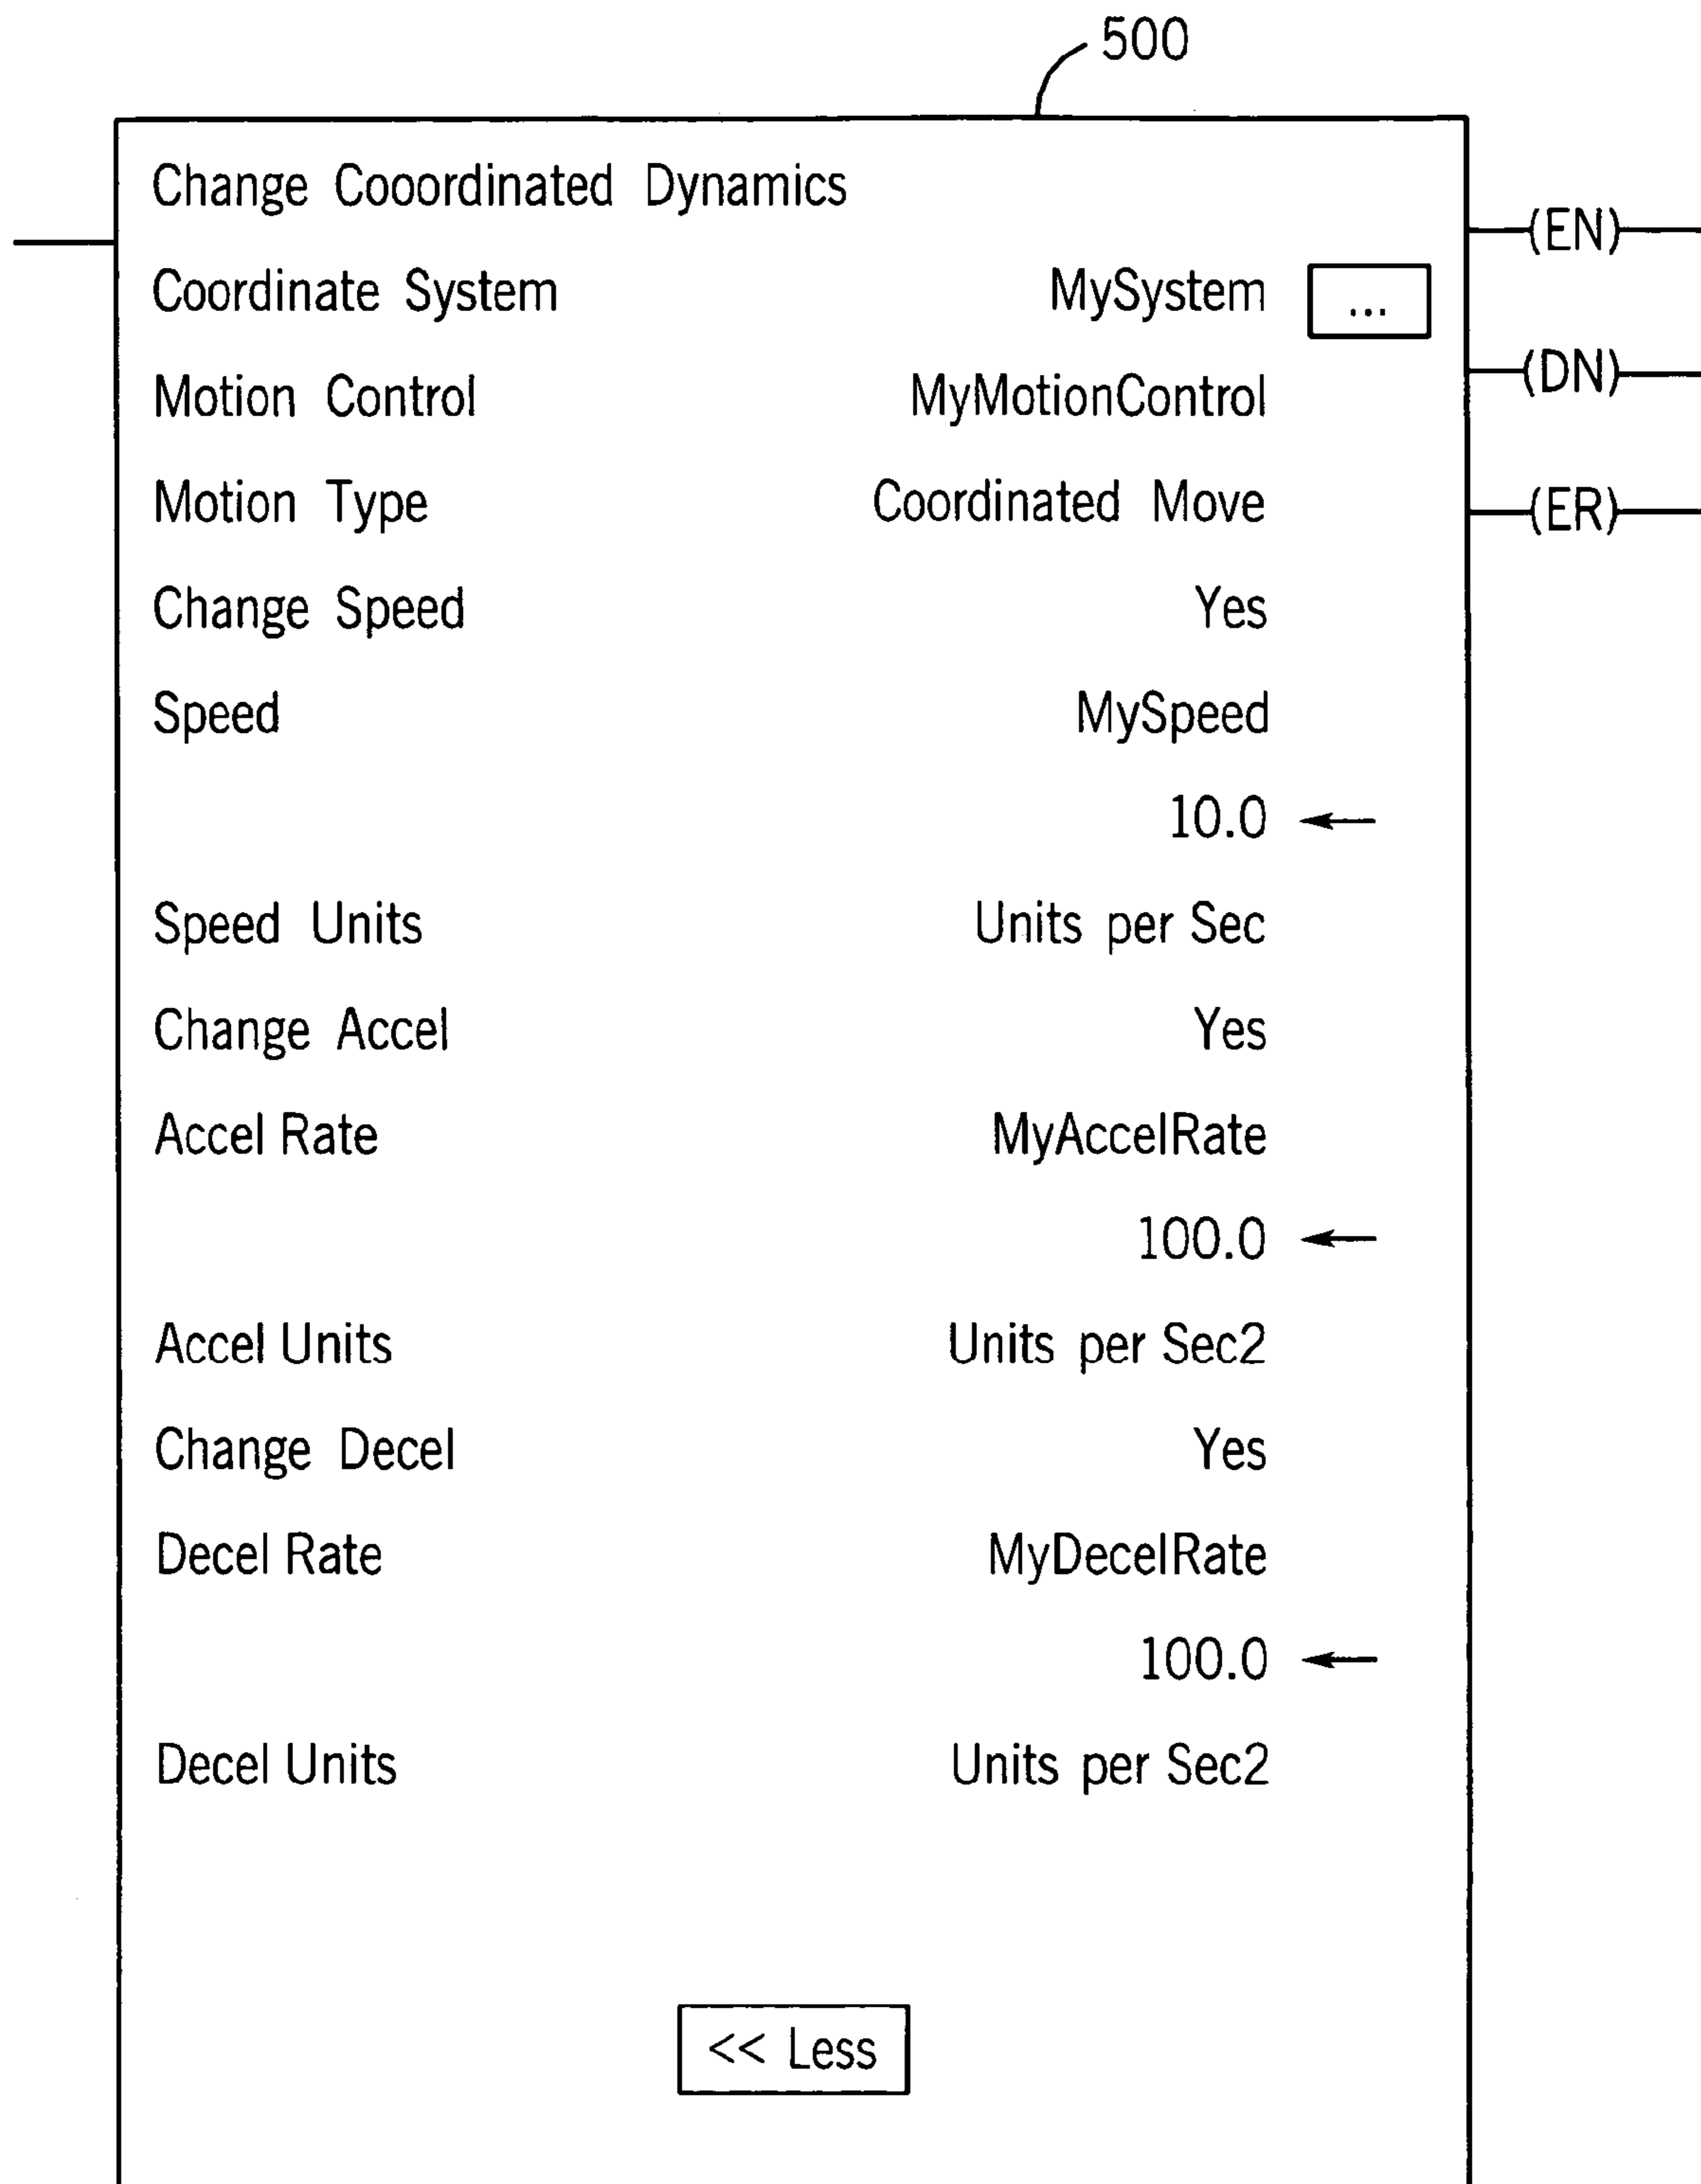 500
Change Cooordinated Dynamics
(EN)
Coordinate System MySystem ...
(DN)
Motion Control MyMotionControl
Motion Type Coordinated Move
(ER)
Change Speed Yes
Speed MySpeed
10.0
Speed Units Units per Sec
Change Accel Yes
Accel Rate MyAccelRate
100.0
Accel Units Units per Sec2
Change Decel Yes
Decel Rate MyDecelRate
100.0
Decel Units Units per Sec2
<< Less